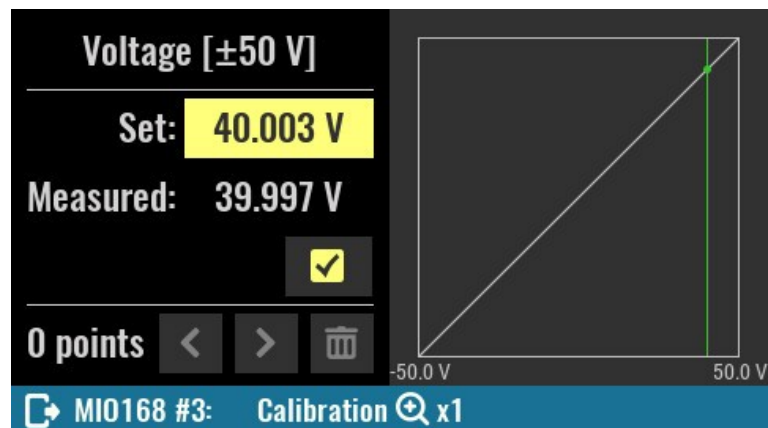 Voltage [±50 V]
Set: 40.003 V
Measured: 39.997 V
0 points
-50.0 V 50.0 V
MIO168 #3: Calibration x1